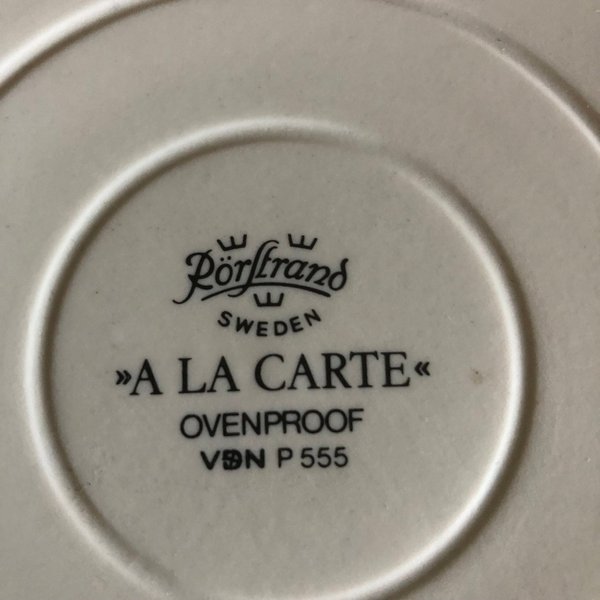 Rörstrand
SWEDEN
»A LA CARTE«
OVENPROOF
VDN P 555